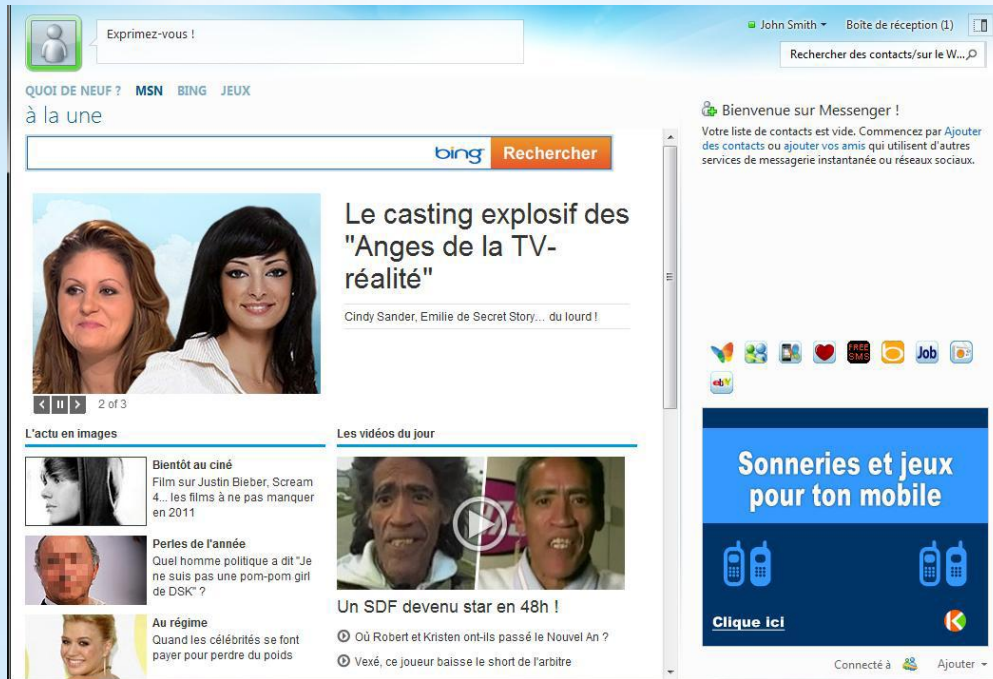 Exprimez-vous !
John Smith
Boîte de réception (1)
Rechercher des contacts/sur le W...
QUOI DE NEUF ? MSN BING JEUX
à la une
bing Rechercher
Le casting explosif des
"Anges de la TV-
réalité"
Cindy Sander, Emilie de Secret Story... du lourd !
2 of 3
L'actu en images
Bientôt au ciné
Film sur Justin Bieber, Scream
4... les films à ne pas manquer
en 2011
Perles de l'année
Quel homme politique a dit "Je
ne suis pas une pom-pom girl
de DSK" ?
Au régime
Quand les célébrités se font
payer pour perdre du poids
Les vidéos du jour
Un SDF devenu star en 48h !
Où Robert et Kristen ont-ils passé le Nouvel An ?
Vexé, ce joueur baisse le short de l'arbitre
Bienvenue sur Messenger !
Votre liste de contacts est vide. Commencez par Ajouter
des contacts ou ajouter vos amis qui utilisent d'autres
services de messagerie instantanée ou réseaux sociaux.
FREE
SMS
Job
ebY
Sonneries et jeux
pour ton mobile
Clique ici
K
Connecté à
Ajouter